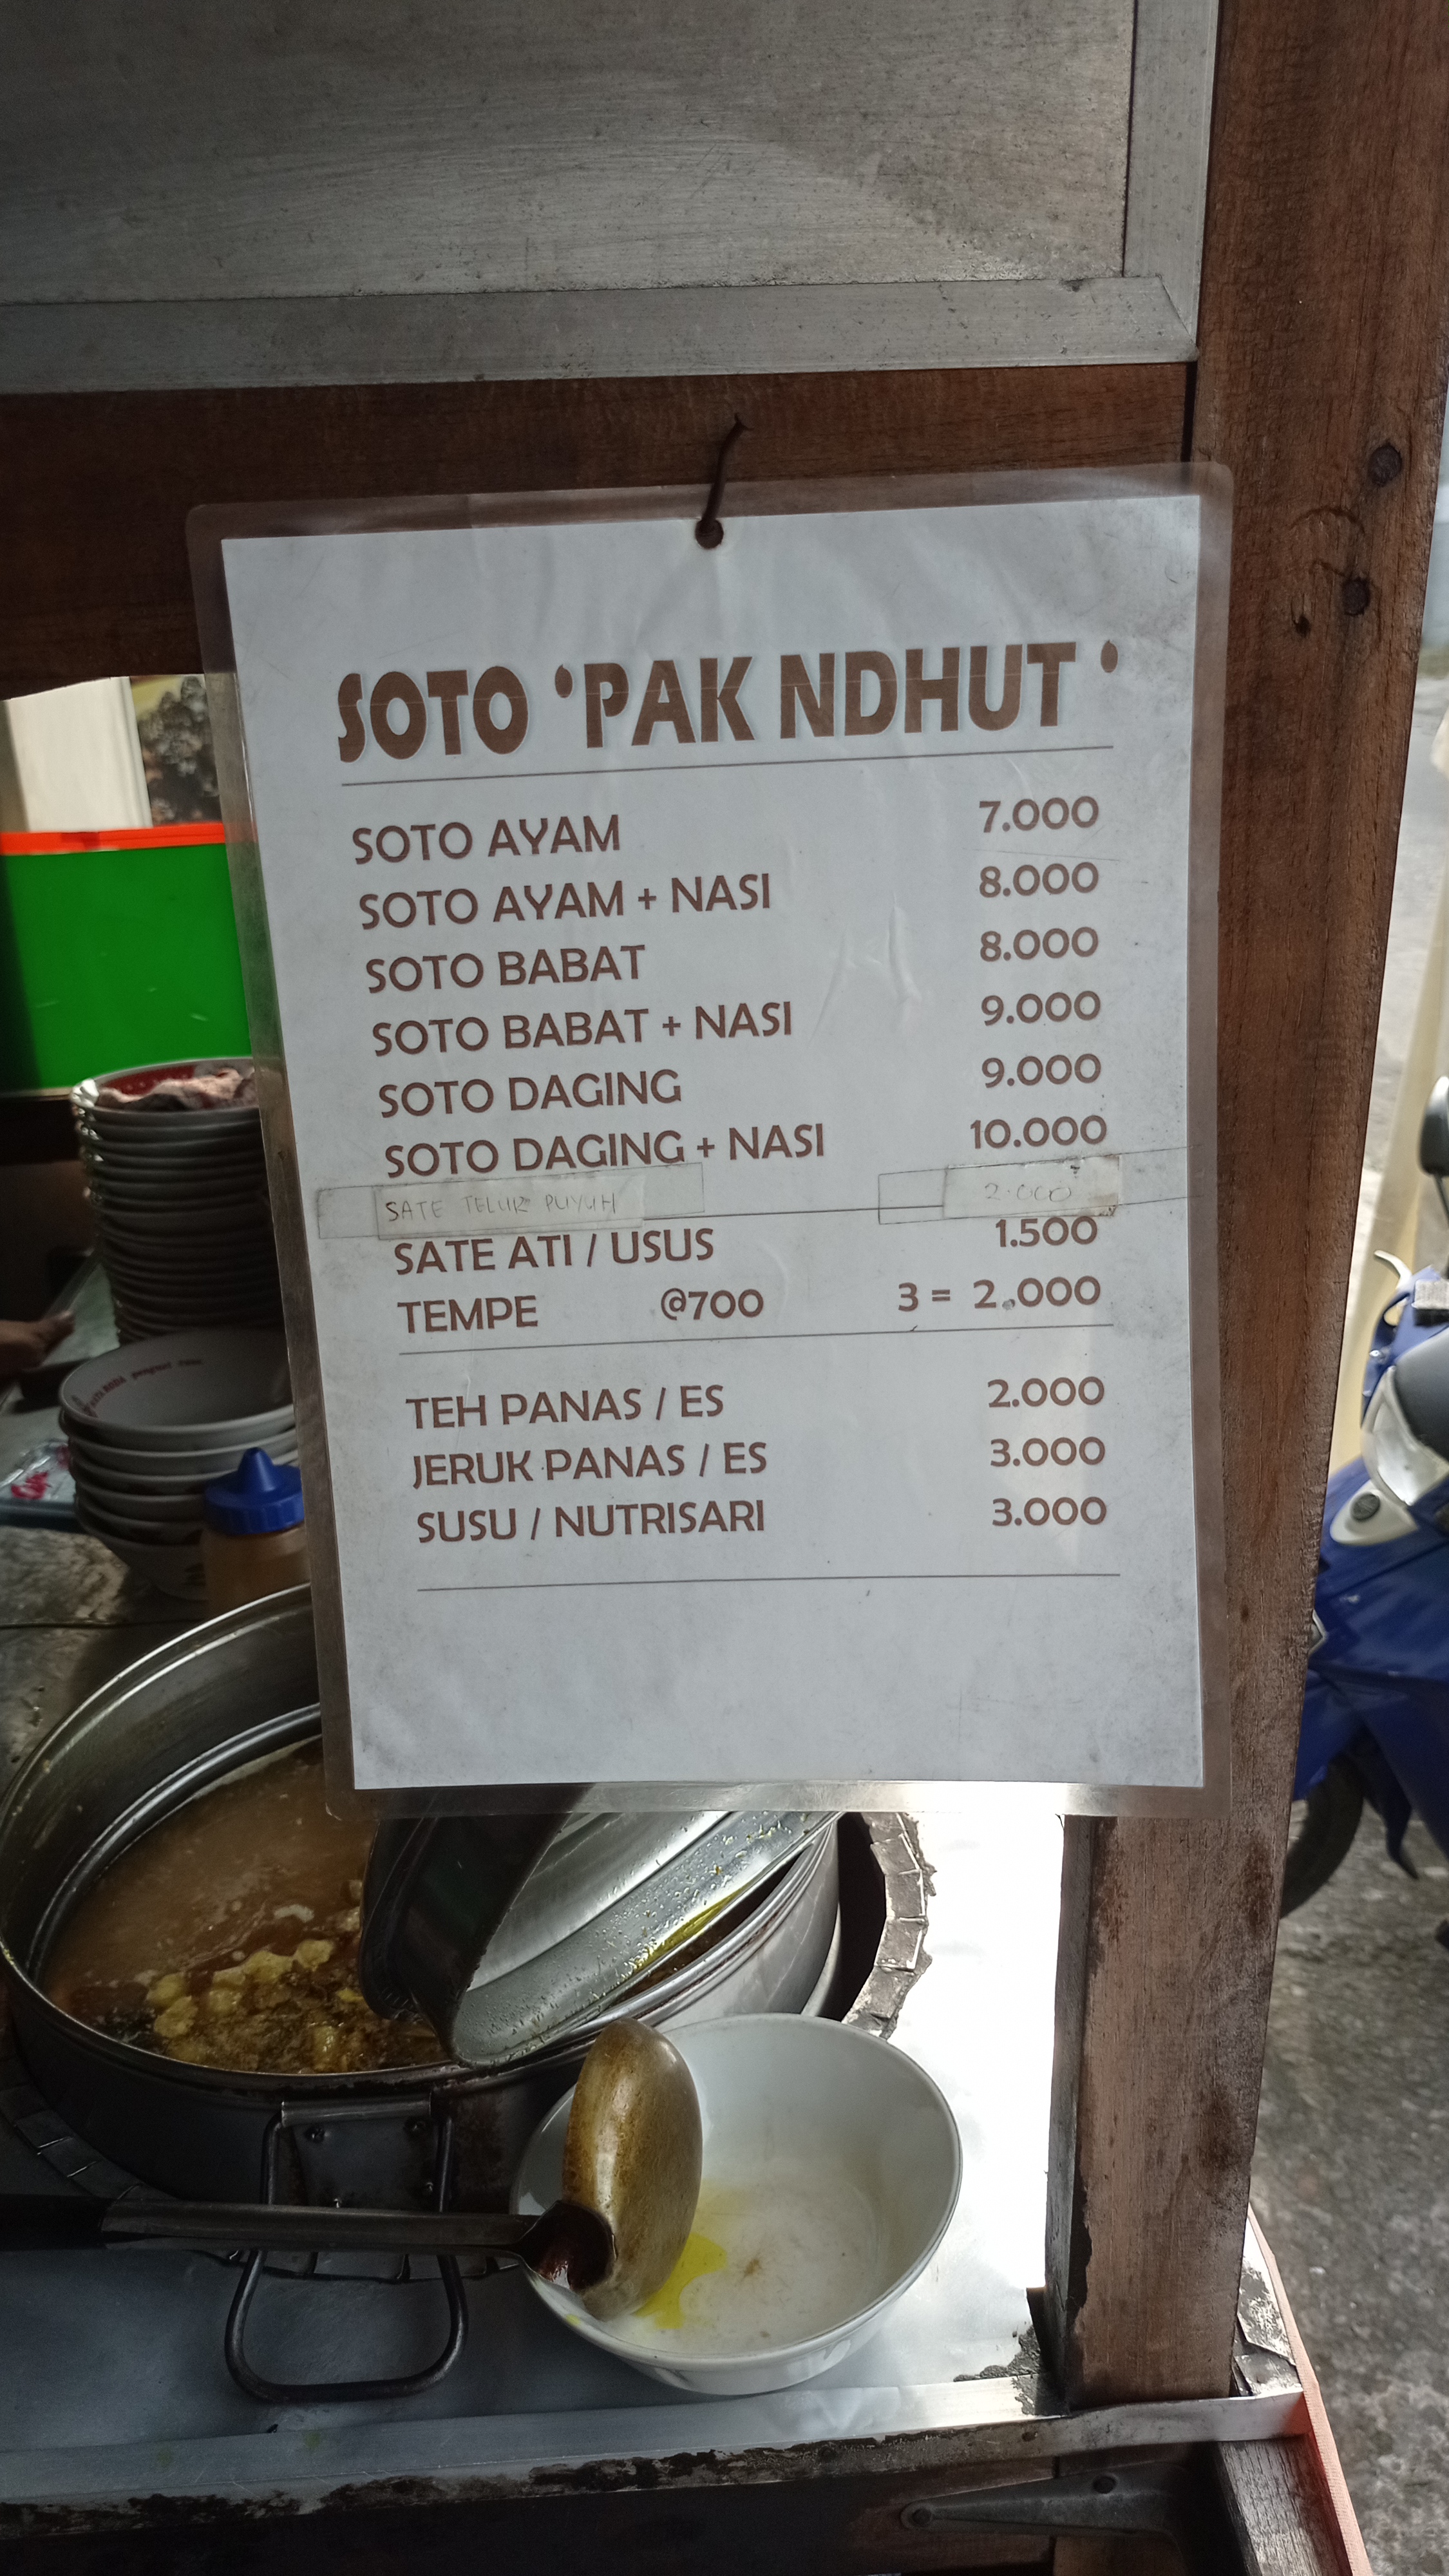 SOTO 'PAK NDHUT '
SOTO AYAM 7.000
SOTO AYAM + NASI 8.000
SOTO BABAT 8.000
SOTO BABAT + NASI 9.000
SOTO DAGING 9.000
SOTO DAGING + NASI 10.000
SATE TELUR PUYUH 2.000
SATE ATI / USUS 1.500
TEMPE @700 3 = 2.000
TEH PANAS / ES 2.000
JERUK PANAS / ES 3.000
SUSU / NUTRISARI 3.000